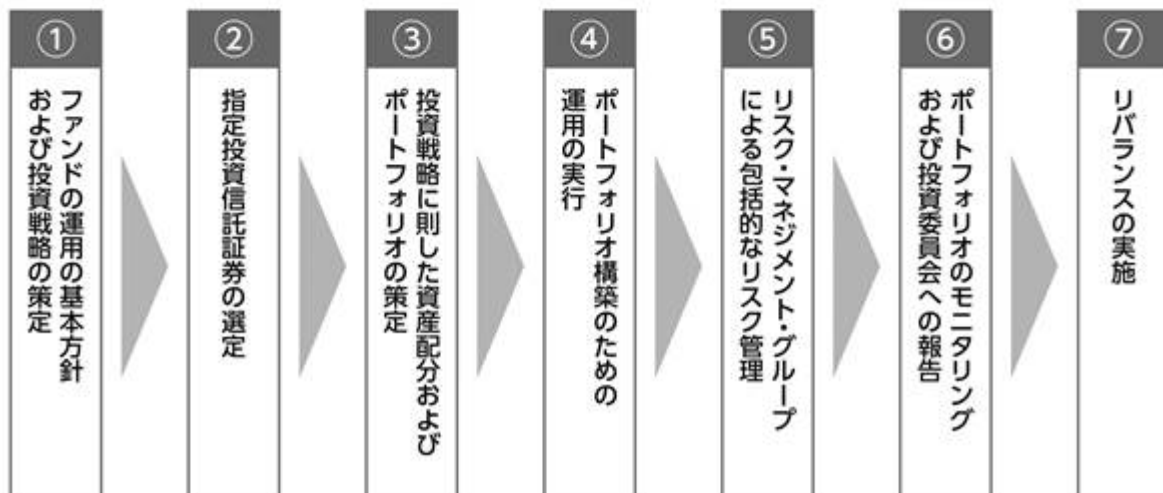 ①
ファンドの運用の基本方針
および投資戦略の策定
②
指定投資信託証券の選定
③
投資戦略に則した資産配分および
ポートフォリオの策定
④
ポートフォリオ構築のための
運用の実行
⑤
リスク・マネジメント・グループ
による包括的なリスク管理
⑥
ポートフォリオのモニタリング
および投資委員会への報告
⑦
リバランスの実施